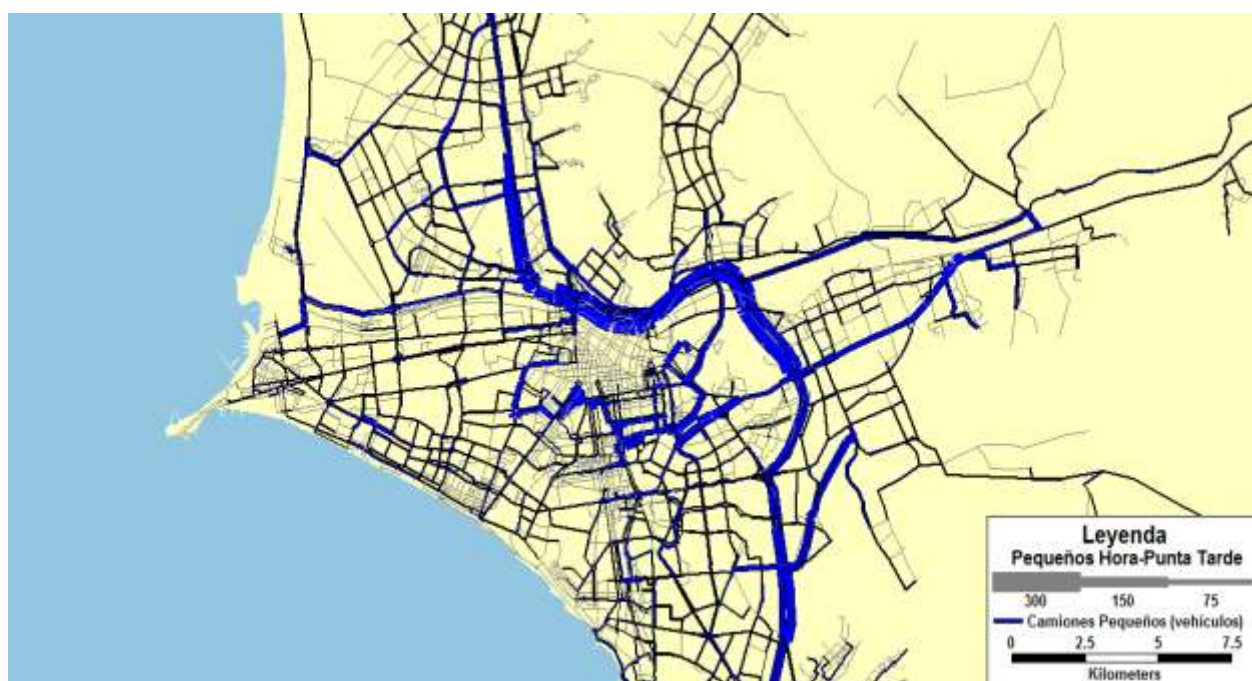 Leyenda
Pequeños Hora-Punta Tarde
300 150 75
Camiones Pequeños (vehículos)
0 2.5 5 7.5
Kilometers